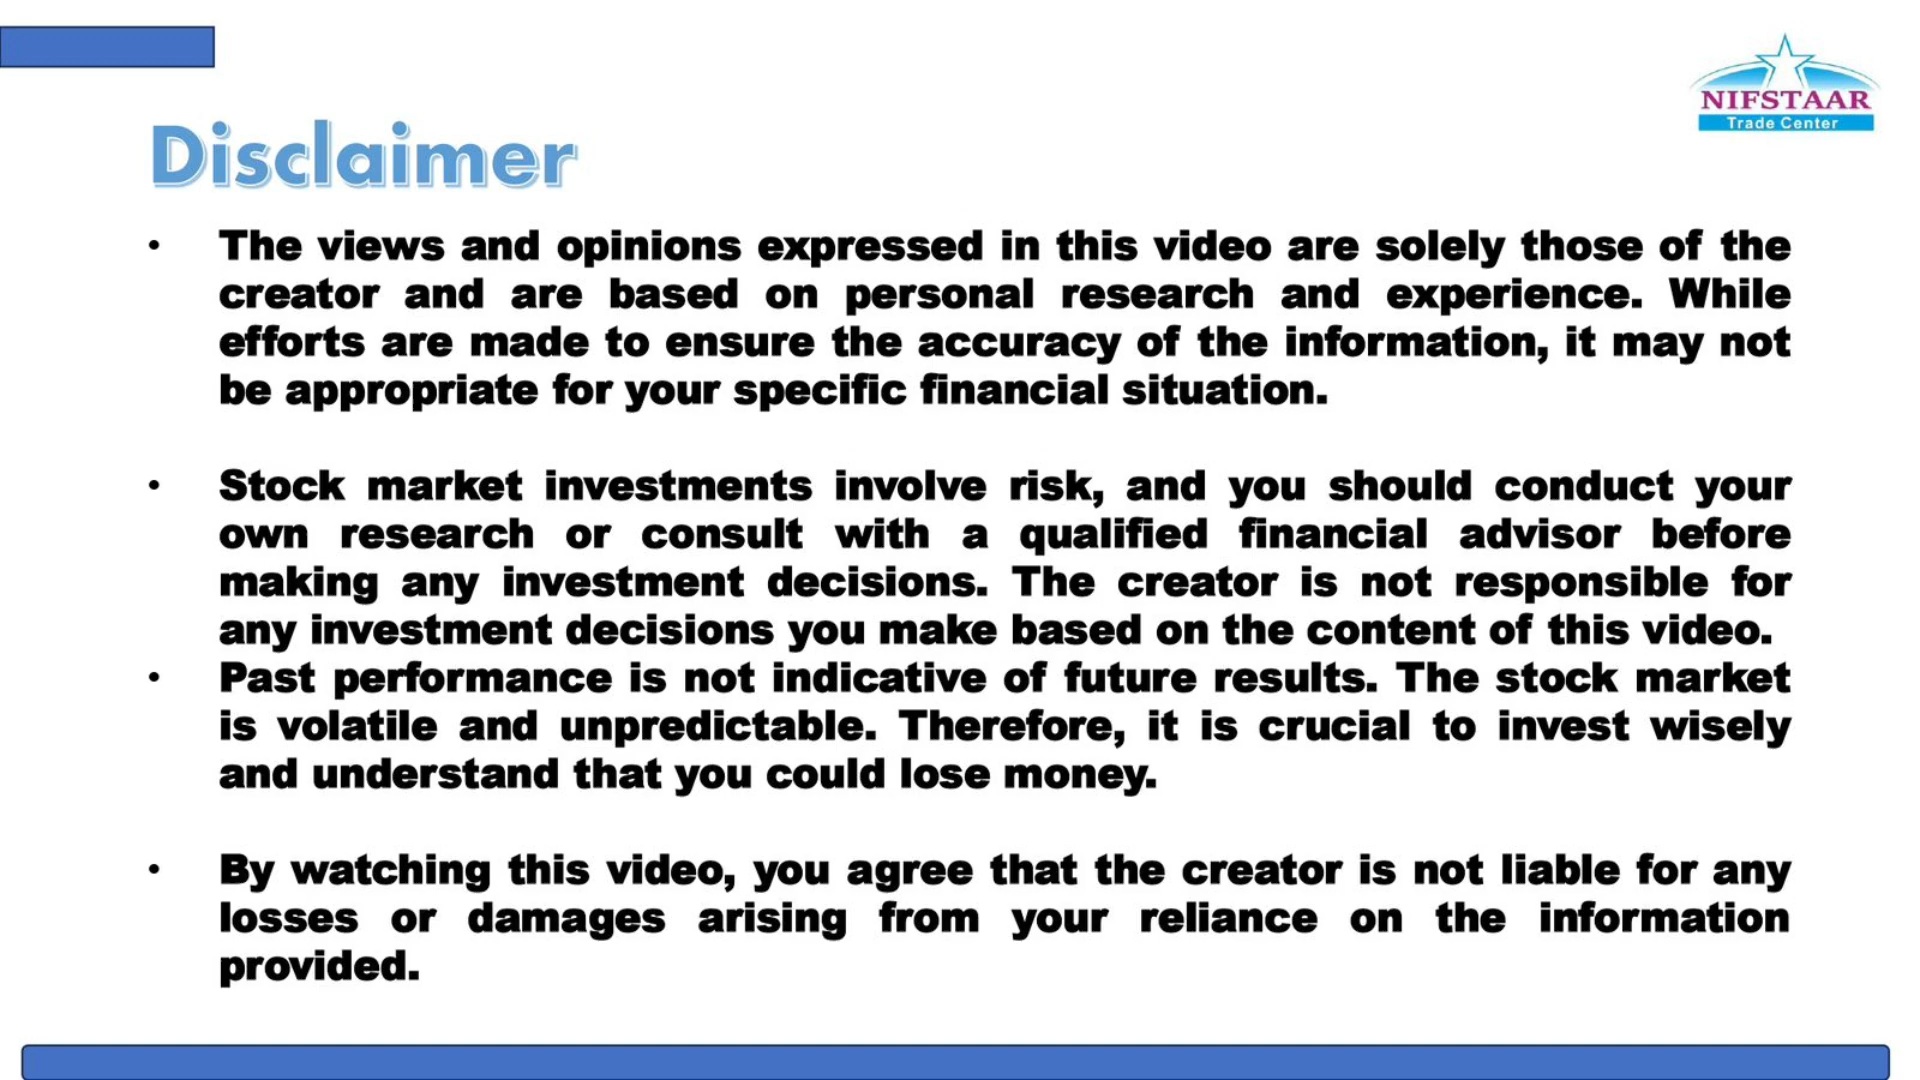 NIFSTAAR
Trade Center
Disclaimer
• The views and opinions expressed in this video are solely those of the
creator and are based on personal research and experience. While
efforts are made to ensure the accuracy of the information, it may not
be appropriate for your specific financial situation.
• Stock market investments involve risk, and you should conduct your
own research or consult with a qualified financial advisor before
making any investment decisions. The creator is not responsible for
any investment decisions you make based on the content of this video.
• Past performance is not indicative of future results. The stock market
is volatile and unpredictable. Therefore, it is crucial to invest wisely
and understand that you could lose money.
• By watching this video, you agree that the creator is not liable for any
losses or damages arising from your reliance on the information
provided.